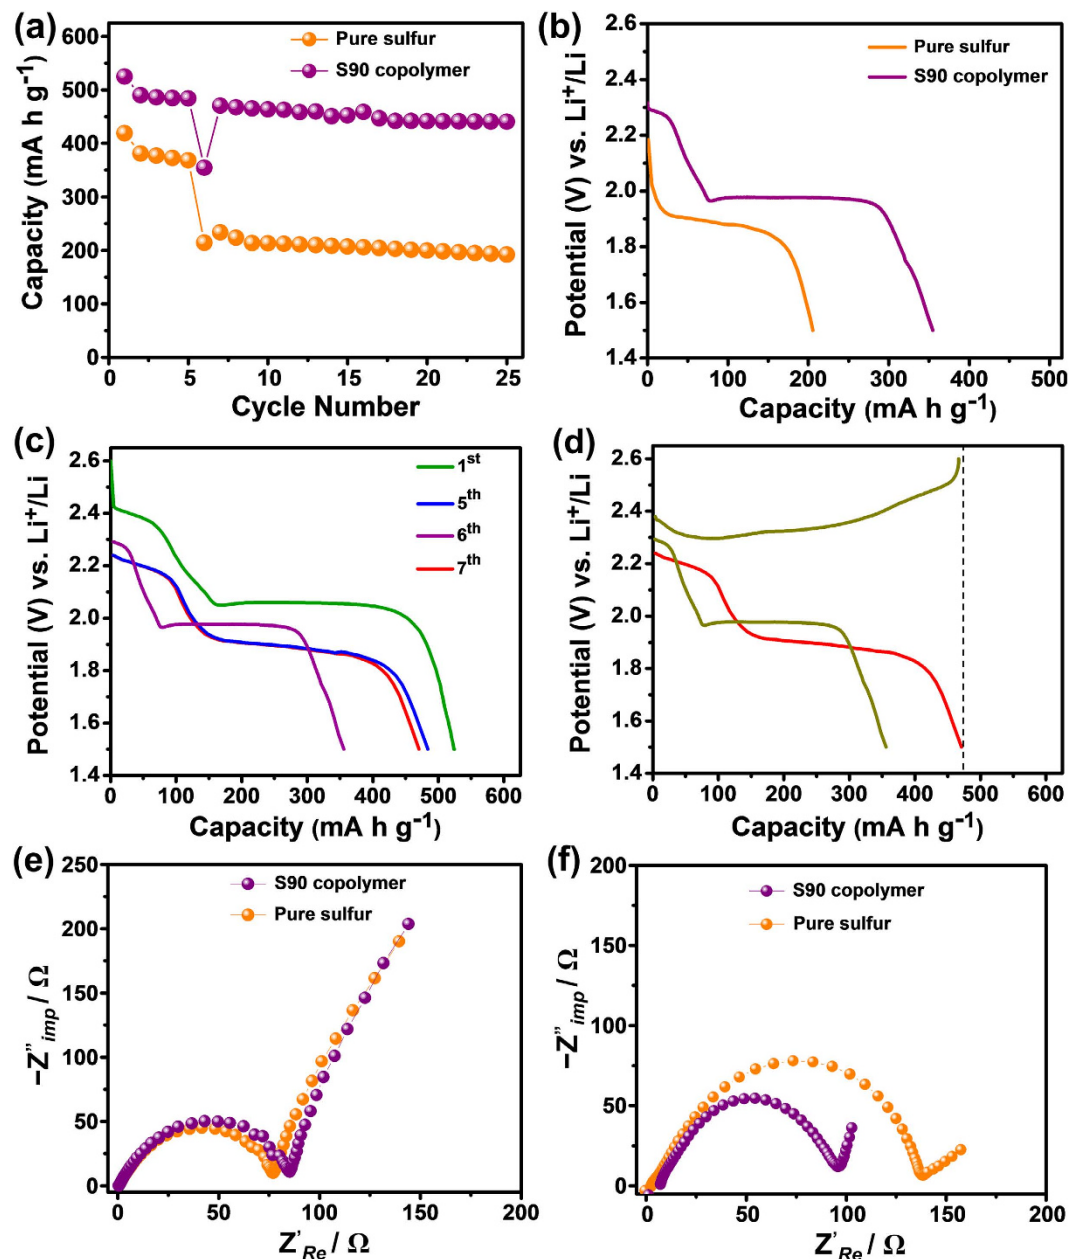 (a)
Capacity (mA h g⁻¹)
600
500
400
300
200
100
0
Pure sulfur
S90 copolymer
0 5 10 15 20 25
Cycle Number
(b)
Potential (V) vs. Li⁺/Li
2.6
2.4
2.2
2.0
1.8
1.6
1.4
Pure sulfur
S90 copolymer
0 100 200 300 400 500
Capacity (mA h g⁻¹)
(c)
Potential (V) vs. Li⁺/Li
2.6
2.4
2.2
2.0
1.8
1.6
1.4
1st
5th
6th
7th
0 100 200 300 400 500 600
Capacity (mA h g⁻¹)
(d)
Potential (V) vs. Li⁺/Li
2.6
2.4
2.2
2.0
1.8
1.6
1.4
0 100 200 300 400 500 600
Capacity (mA h g⁻¹)
(e)
−Z''imp / Ω
250
200
150
100
50
0
S90 copolymer
Pure sulfur
0 50 100 150 200
Z'Re / Ω
(f)
−Z''imp / Ω
200
150
100
50
0
S90 copolymer
Pure sulfur
0 50 100 150 200
Z'Re / Ω